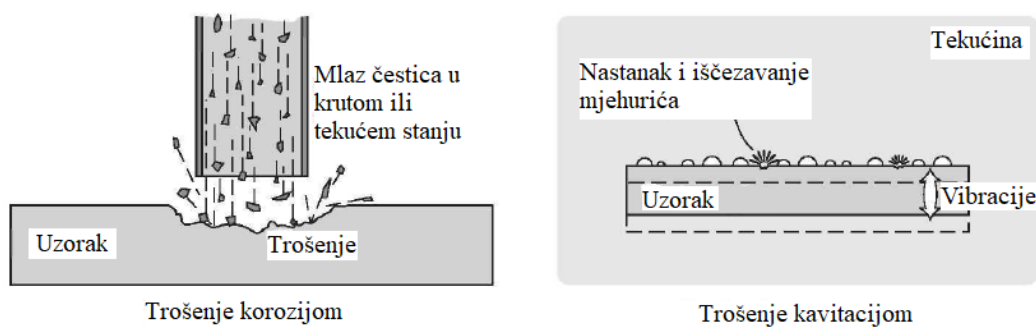 Mlaz čestica u
krutom ili
tekućem stanju
Uzorak
Trošenje
Trošenje korozijom
Tekućina
Nastanak i iščezavanje
mjehurića
Uzorak
Vibracije
Trošenje kavitacijom